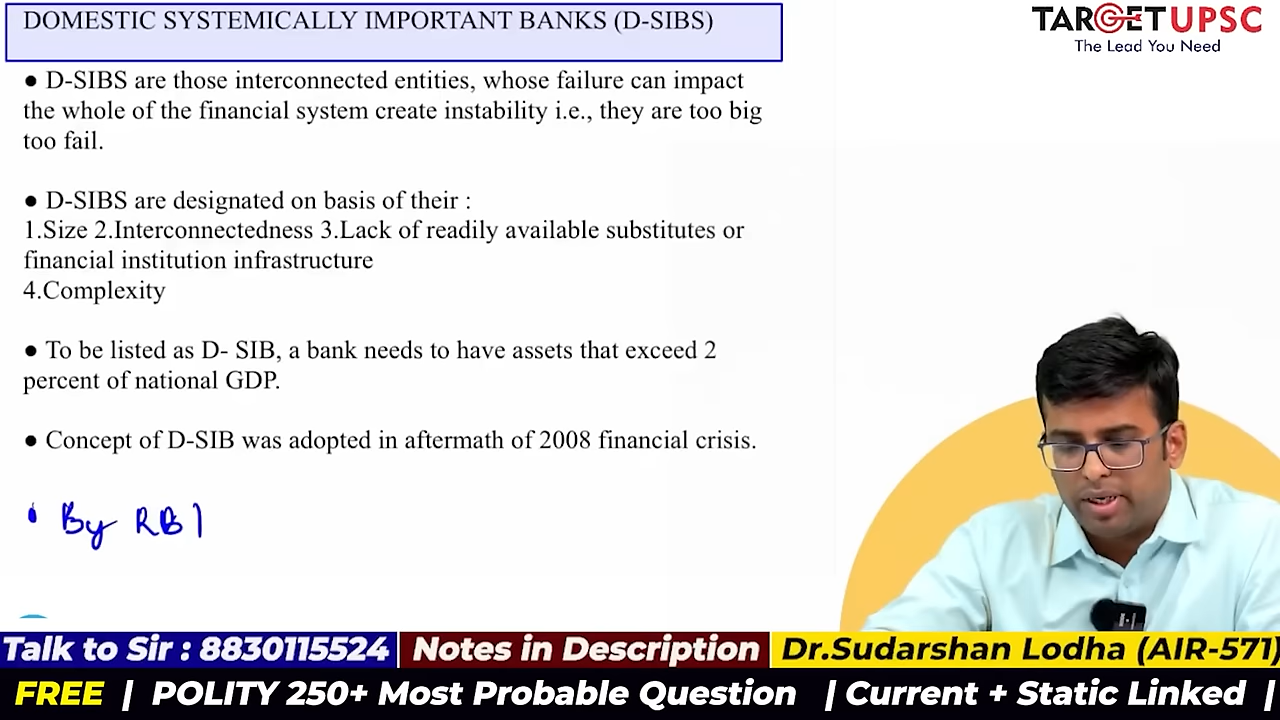 DOMESTIC SYSTEMICALLY IMPORTANT BANKS (D-SIBS)
TARGET UPSC
The Lead You Need
● D-SIBS are those interconnected entities, whose failure can impact
the whole of the financial system create instability i.e., they are too big
too fail.
● D-SIBS are designated on basis of their :
1.Size 2.Interconnectedness 3.Lack of readily available substitutes or
financial institution infrastructure
4.Complexity
● To be listed as D- SIB, a bank needs to have assets that exceed 2
percent of national GDP.
● Concept of D-SIB was adopted in aftermath of 2008 financial crisis.
• By RBI
Talk to Sir : 8830115524 Notes in Description Dr.Sudarshan Lodha (AIR-571)
FREE | POLITY 250+ Most Probable Question | Current + Static Linked |